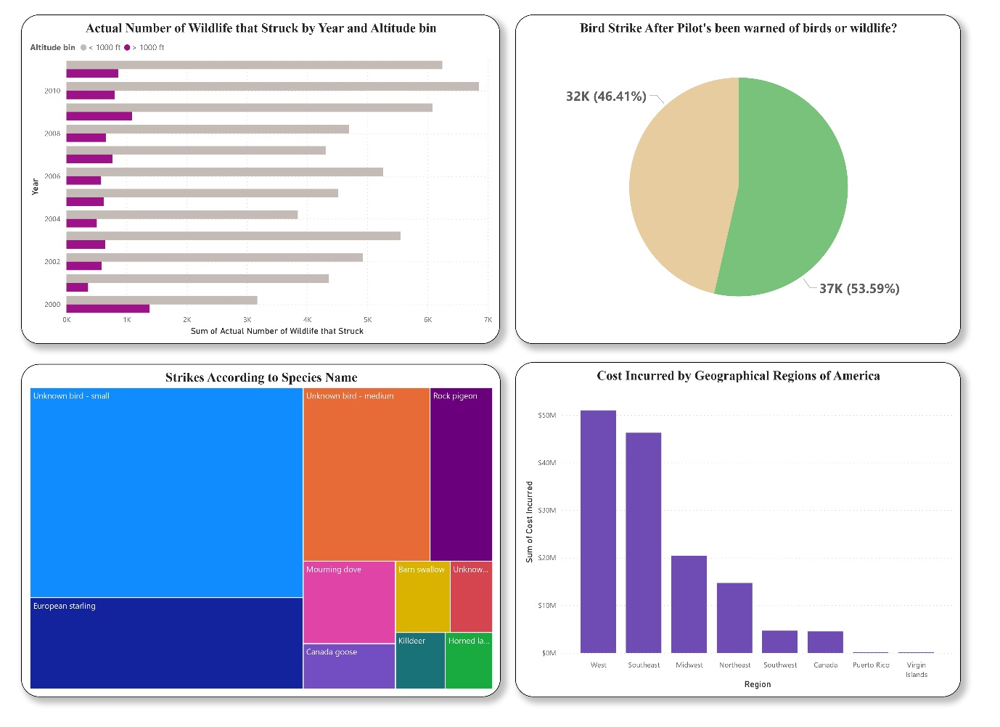 Actual Number of Wildlife that Struck by Year and Altitude bin
Altitude bin < 1000 ft > 1000 ft
Year
2010
2008
2006
2004
2002
2000
0K 1K 2K 3K 4K 5K 6K 7K
Sum of Actual Number of Wildlife that Struck
Bird Strike After Pilot's been warned of birds or wildlife?
32K (46.41%)
37K (53.59%)
Strikes According to Species Name
Unknown bird - small
Unknown bird - medium
Rock pigeon
European starling
Mourning dove
Barn swallow
Unknow...
Canada goose
Killdeer
Horned la...
Cost Incurred by Geographical Regions of America
Sum of Cost Incurred
$50M
$40M
$30M
$20M
$10M
$0M
West Southeast Midwest Northeast Southwest Canada Puerto Rico Virgin
Islands
Region